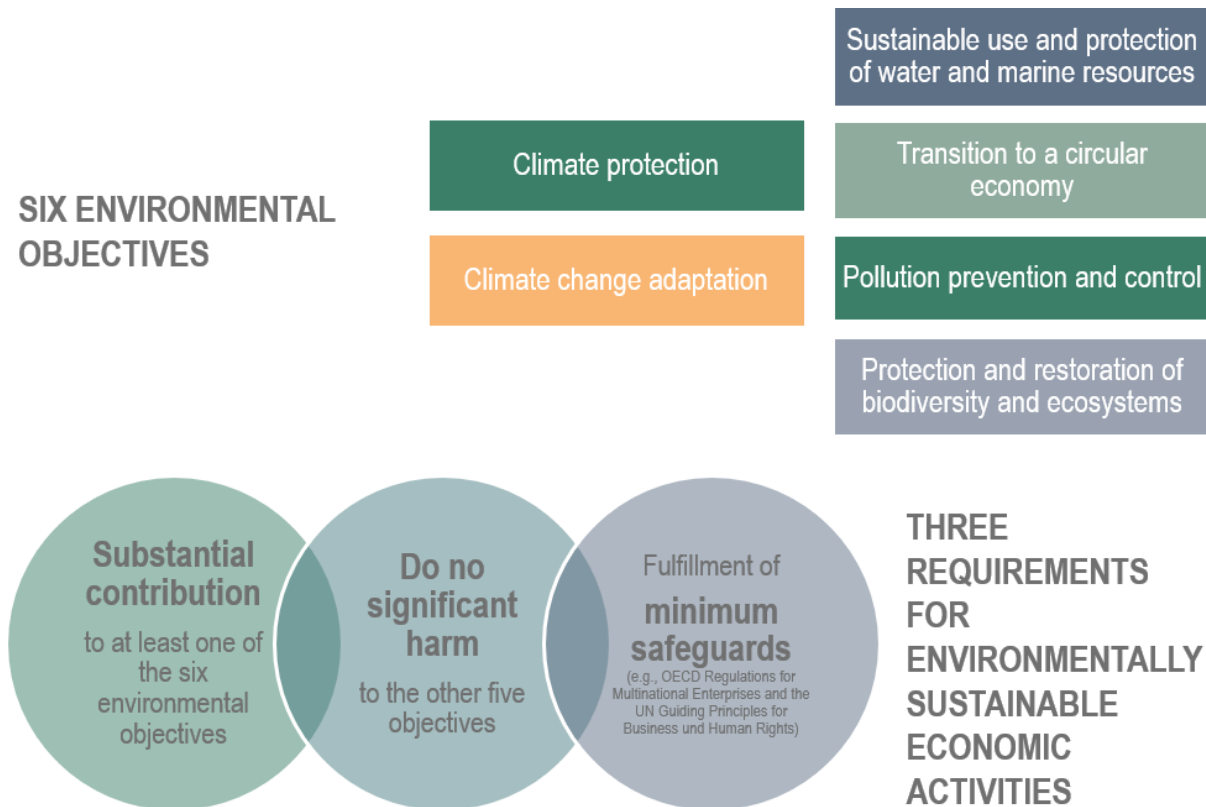 SIX ENVIRONMENTAL
OBJECTIVES
Climate protection
Climate change adaptation
Sustainable use and protection
of water and marine resources
Transition to a circular
economy
Pollution prevention and control
Protection and restoration of
biodiversity and ecosystems
Substantial
contribution
to at least one of
the six
environmental
objectives
Do no
significant
harm
to the other five
objectives
Fulfillment of
minimum
safeguards
(e.g., OECD Regulations for
Multinational Enterprises and the
UN Guiding Principles for
Business und Human Rights)
THREE
REQUIREMENTS
FOR
ENVIRONMENTALLY
SUSTAINABLE
ECONOMIC
ACTIVITIES